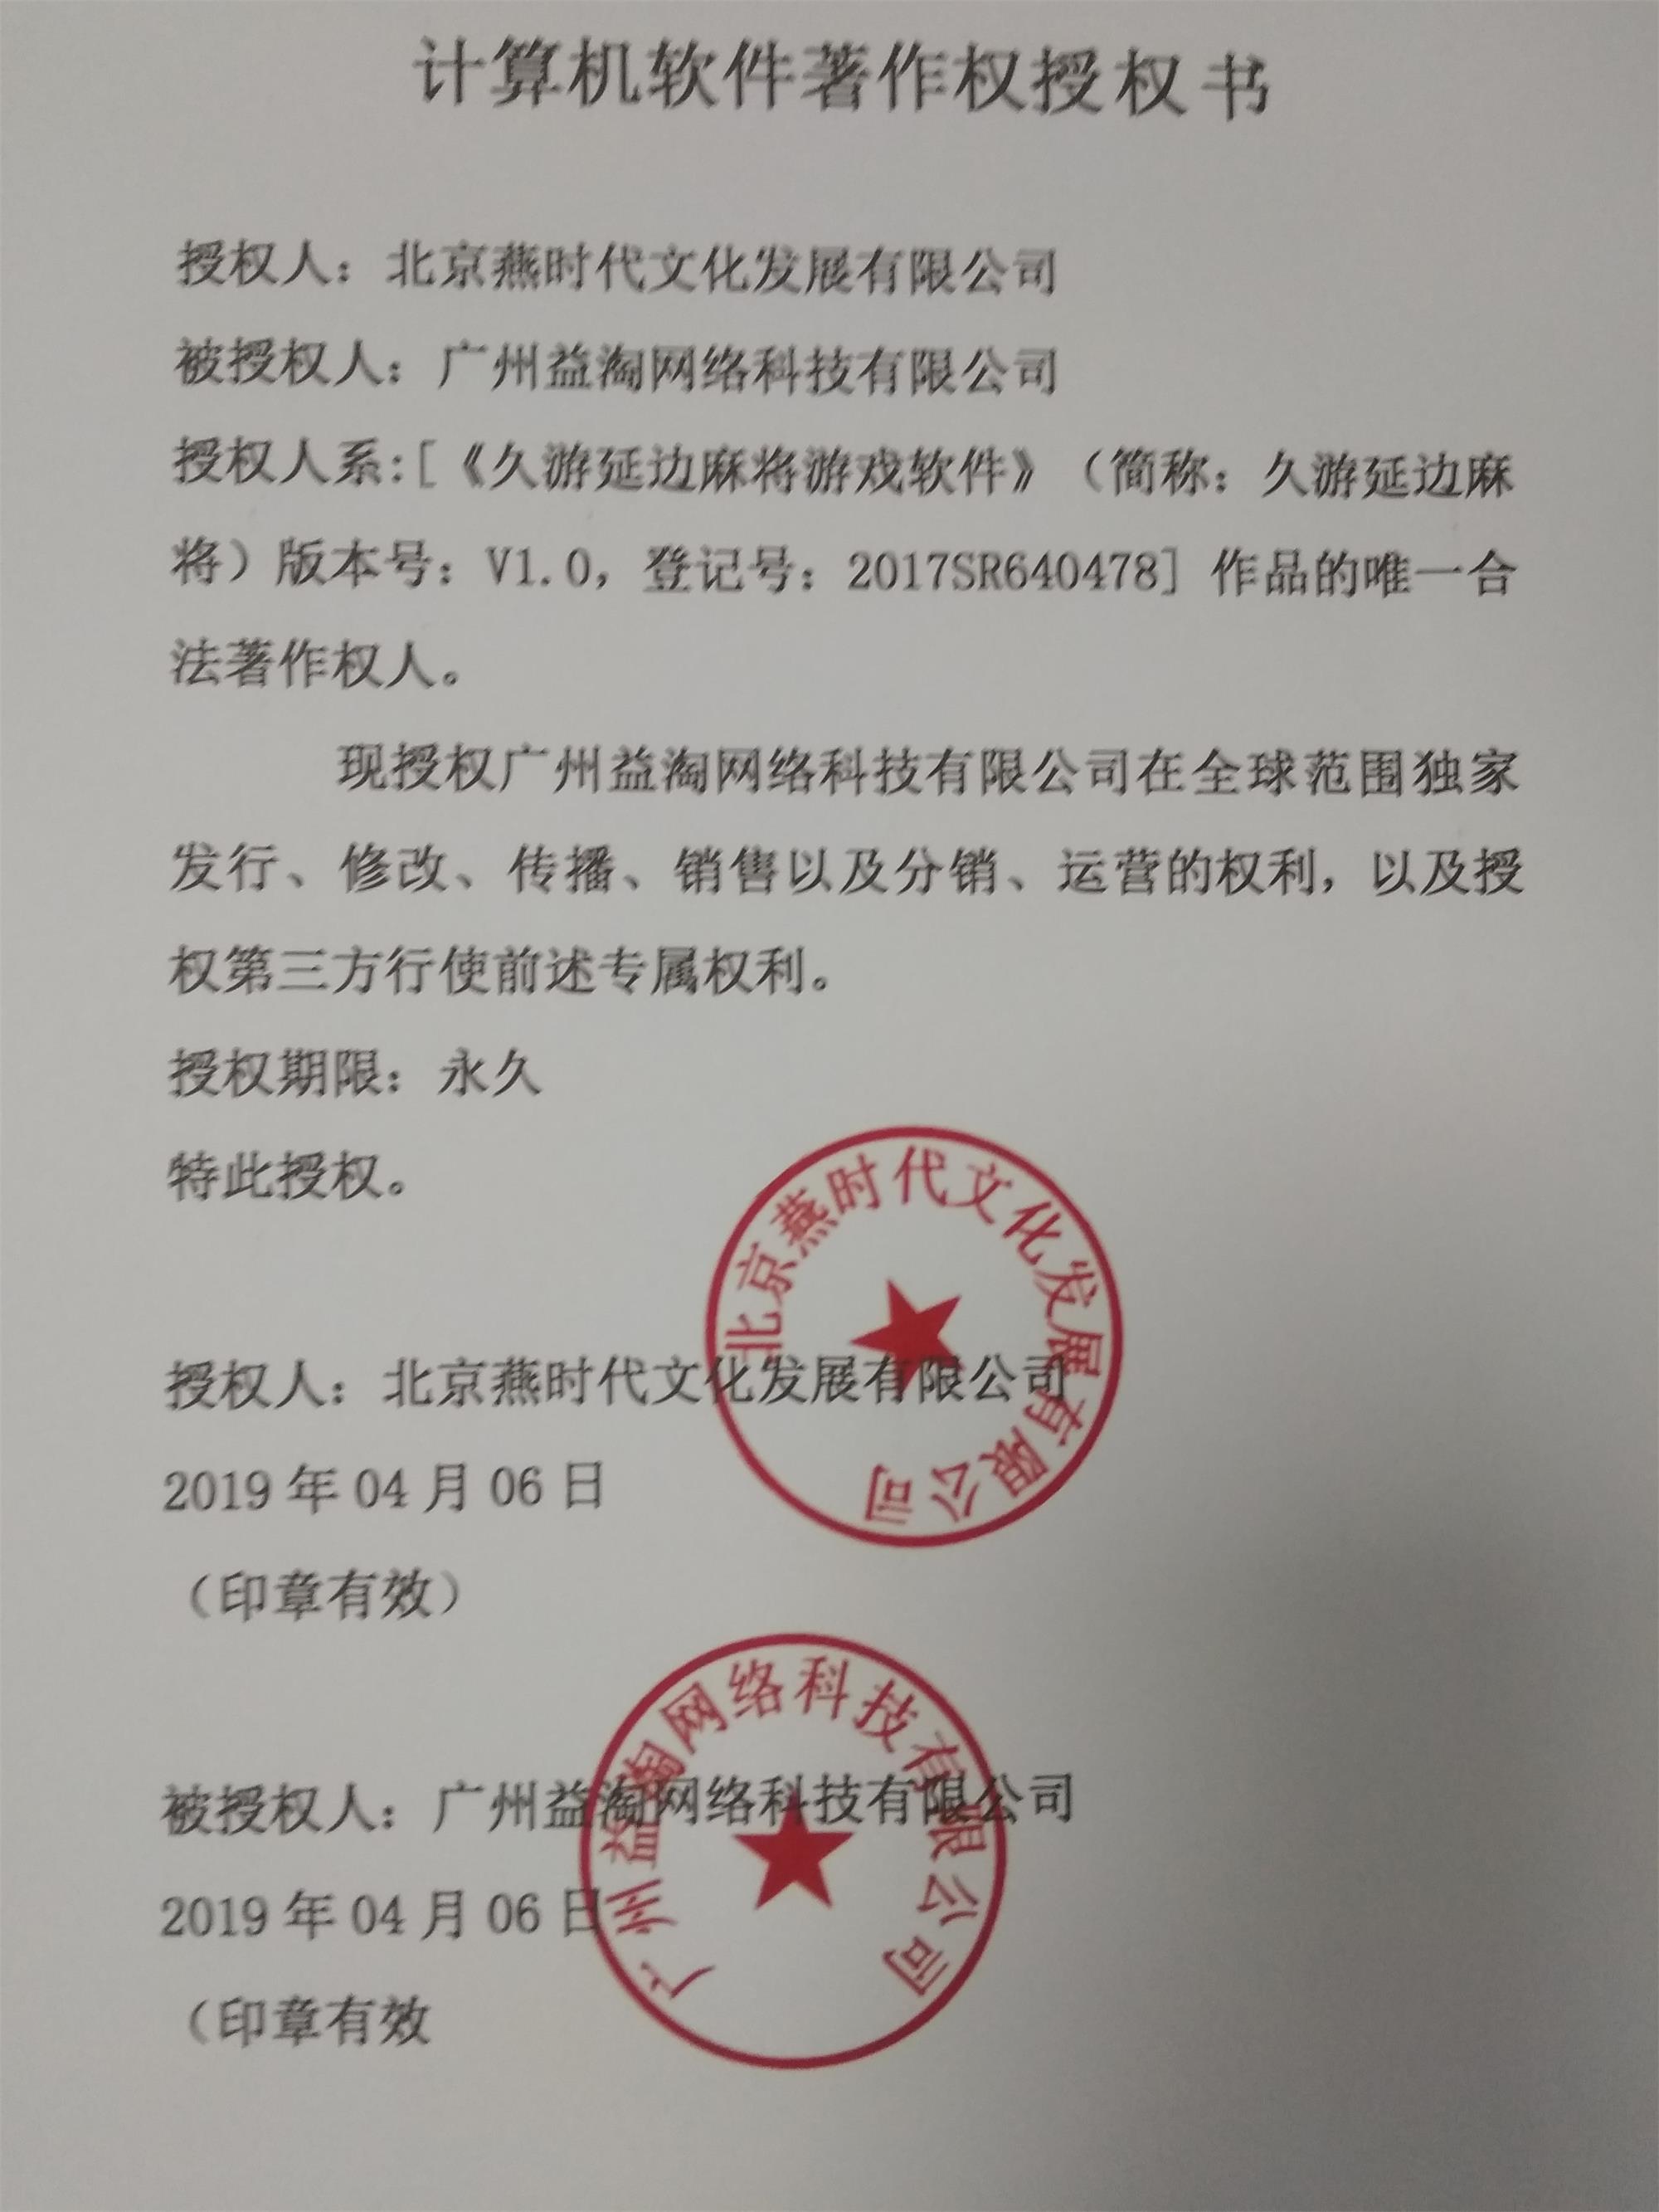 计算机软件著作权授权书
授权人：北京燕时代文化发展有限公司
被授权人：广州益淘网络科技有限公司
授权人系:[《久游延边麻将游戏软件》（简称：久游延边麻
将）版本号：V1.0，登记号：2017SR640478] 作品的唯一合
法著作权人。
现授权广州益淘网络科技有限公司在全球范围独家
发行、修改、传播、销售以及分销、运营的权利，以及授
权第三方行使前述专属权利。
授权期限：永久
特此授权。
北京燕时代文化发展有限公司
授权人：北京燕时代文化发展有限公司
2019 年 04 月 06 日
（印章有效）
广州益淘网络科技有限公司
被授权人：广州益淘网络科技有限公司
2019 年 04 月 06 日
（印章有效